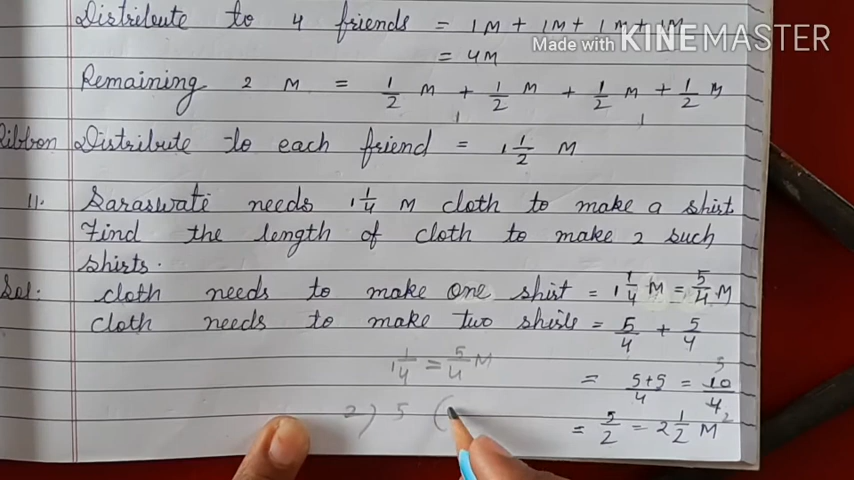 Distribute to 4 friends = 1M + 1M + 1M + 1M
Made with KINEMASTER
= 4M
Remaining 2 M = 1/2 M + 1/2 M + 1/2 M + 1/2 M
Ribbon Distribute to each friend = 1 1/2 M
11. Saraswati needs 1 1/4 M cloth to make a shirt
Find the length of cloth to make 2 such
shirts.
Sol: cloth needs to make one shirt = 1 1/4 M = 5/4 M
cloth needs to make two shirts = 5/4 + 5/4
1 1/4 = 5/4 M
= 5+5/4 = 10/4 5 2
2) 5 (
= 5/2 = 2 1/2 M